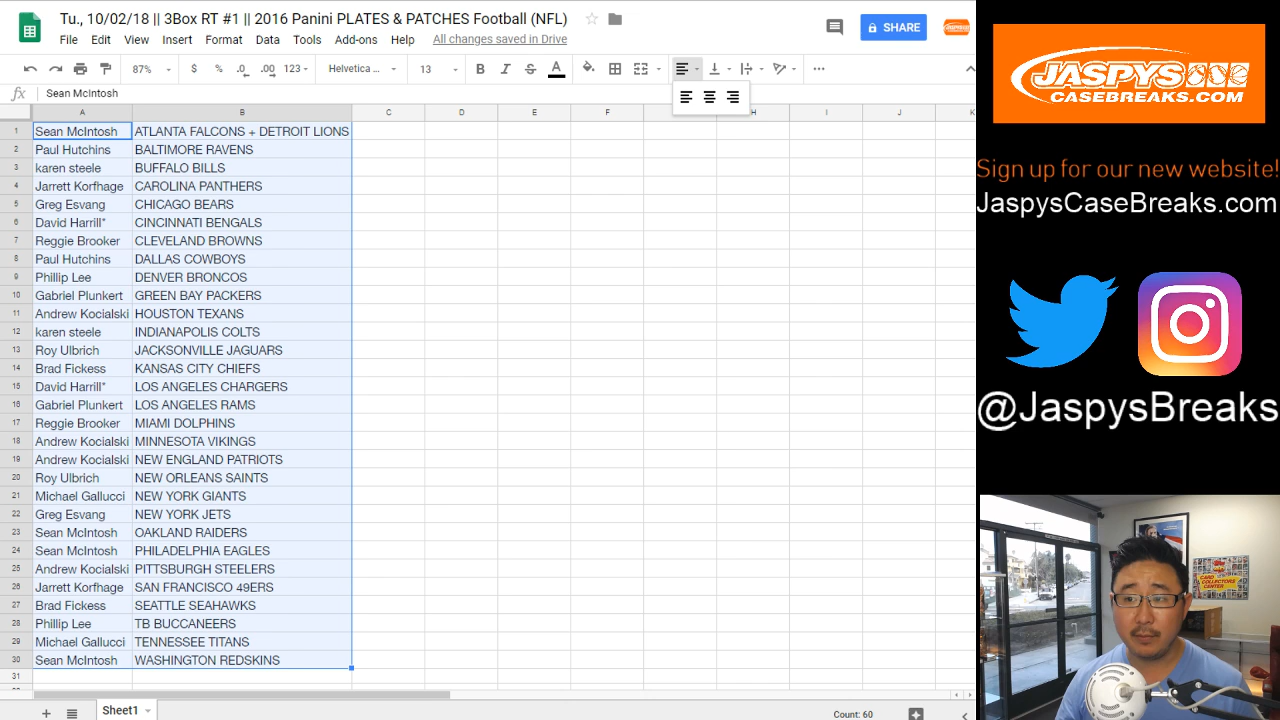 Tu., 10/02/18 || 3Box RT #1 || 2016 Panini PLATES & PATCHES Football (NFL)
File Edit View Insert Tools Add-ons Help All changes saved in Drive
SHARE
87% $ % .0 .00 123 13 B I S A
fx Sean McIntosh
A B C D E F H I J K
1 Sean McIntosh ATLANTA FALCONS + DETROIT LIONS
2 Paul Hutchins BALTIMORE RAVENS
3 karen steele BUFFALO BILLS
4 Jarrett Korfhage CAROLINA PANTHERS
5 Greg Esvang CHICAGO BEARS
6 David Harrill* CINCINNATI BENGALS
7 Reggie Brooker CLEVELAND BROWNS
8 Paul Hutchins DALLAS COWBOYS
9 Phillip Lee DENVER BRONCOS
10 Gabriel Plunkert GREEN BAY PACKERS
11 Andrew Kocialski HOUSTON TEXANS
12 karen steele INDIANAPOLIS COLTS
13 Roy Ulbrich JACKSONVILLE JAGUARS
14 Brad Fickess KANSAS CITY CHIEFS
15 David Harrill* LOS ANGELES CHARGERS
16 Gabriel Plunkert LOS ANGELES RAMS
17 Reggie Brooker MIAMI DOLPHINS
18 Andrew Kocialski MINNESOTA VIKINGS
19 Andrew Kocialski NEW ENGLAND PATRIOTS
20 Roy Ulbrich NEW ORLEANS SAINTS
21 Michael Gallucci NEW YORK GIANTS
22 Greg Esvang NEW YORK JETS
23 Sean McIntosh OAKLAND RAIDERS
24 Sean McIntosh PHILADELPHIA EAGLES
25 Andrew Kocialski PITTSBURGH STEELERS
26 Jarrett Korfhage SAN FRANCISCO 49ERS
27 Brad Fickess SEATTLE SEAHAWKS
28 Phillip Lee TB BUCCANEERS
29 Michael Gallucci TENNESSEE TITANS
30 Sean McIntosh WASHINGTON REDSKINS
31
Sheet1
Count: 60
JASPYS
CASEBREAKS.COM
Sign up for our new website!
JaspysCaseBreaks.com
@JaspysBreaks
CARD
COLLECTORS
CENTER